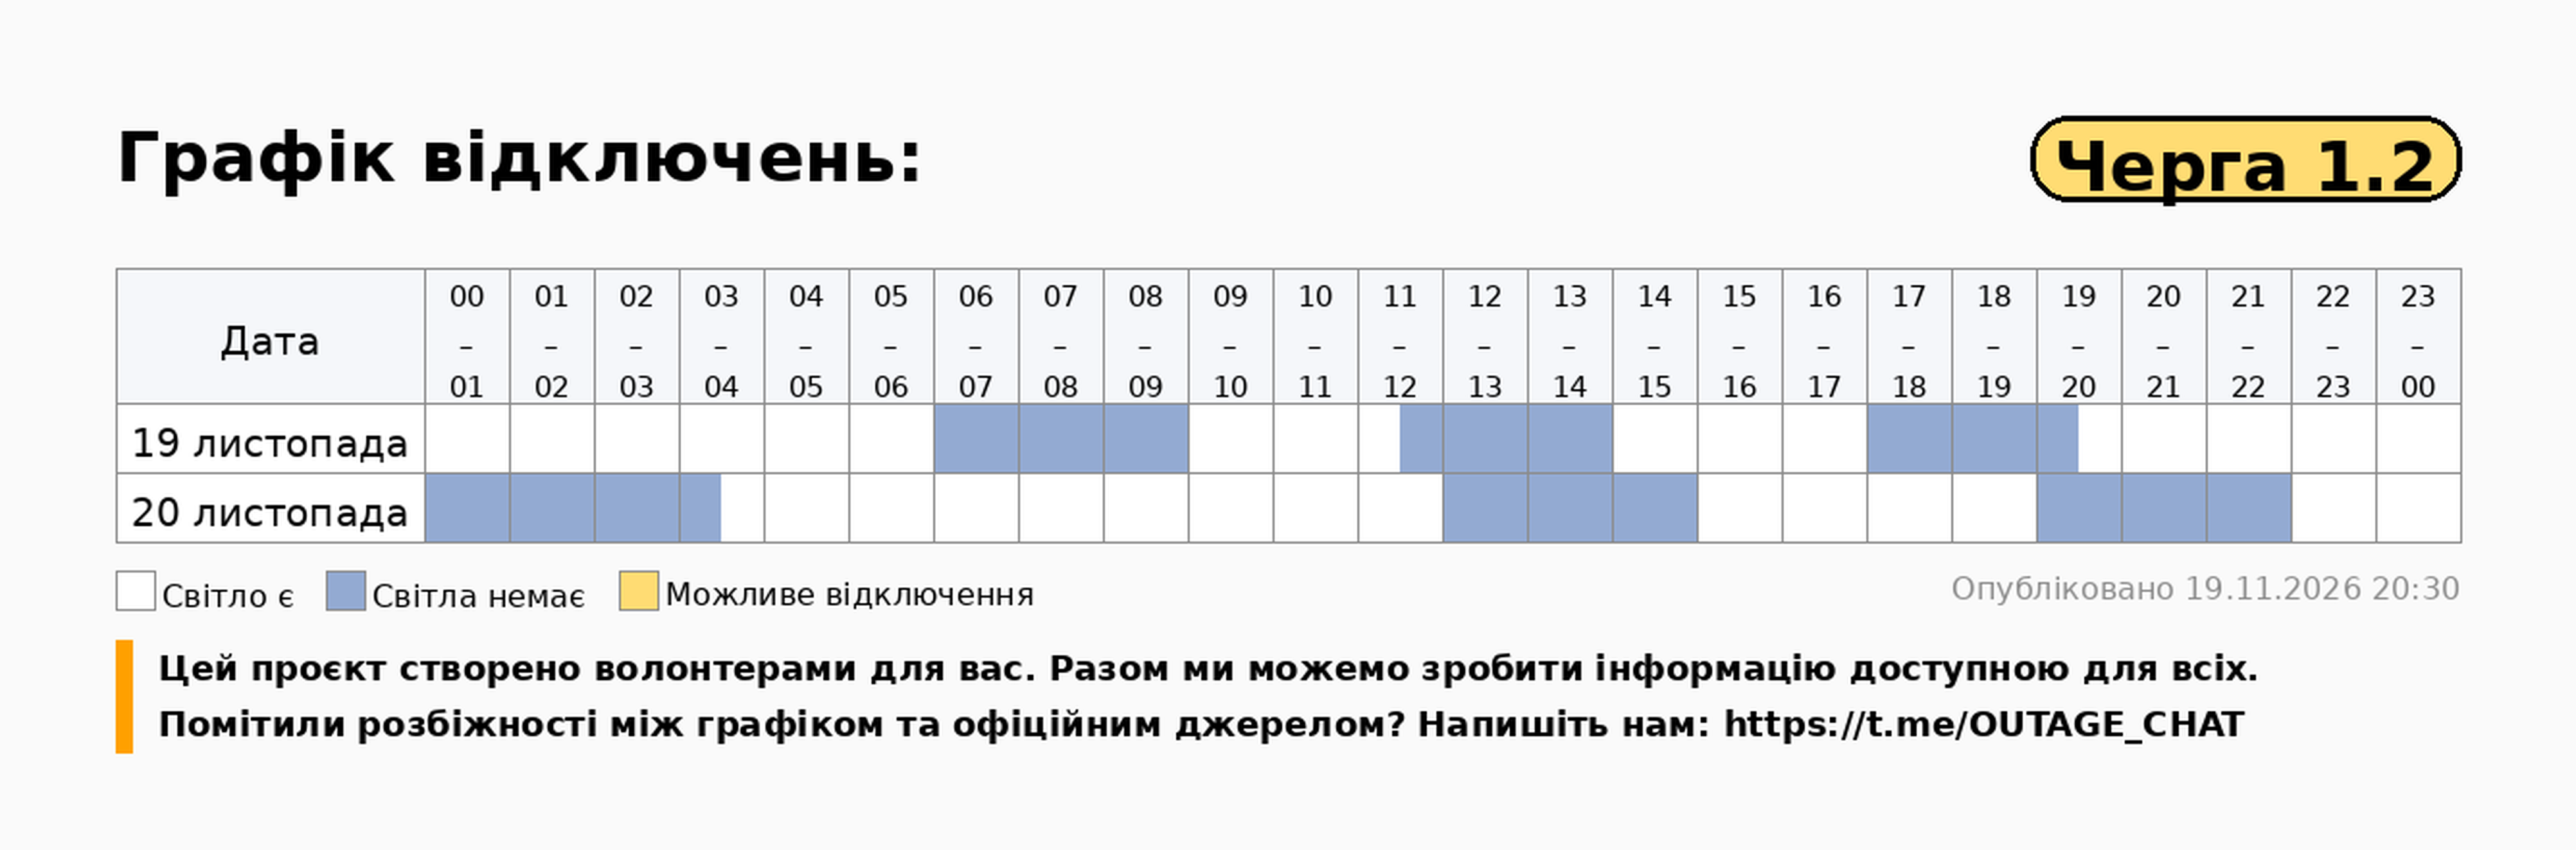 Графік відключень:
Черга 1.2
Дата
00 – 01
01 – 02
02 – 03
03 – 04
04 – 05
05 – 06
06 – 07
07 – 08
08 – 09
09 – 10
10 – 11
11 – 12
12 – 13
13 – 14
14 – 15
15 – 16
16 – 17
17 – 18
18 – 19
19 – 20
20 – 21
21 – 22
22 – 23
23 – 00
19 листопада
20 листопада
Світло є
Світла немає
Можливе відключення
Опубліковано 19.11.2026 20:30
Цей проєкт створено волонтерами для вас. Разом ми можемо зробити інформацію доступною для всіх.
Помітили розбіжності між графіком та офіційним джерелом? Напишіть нам: https://t.me/OUTAGE_CHAT